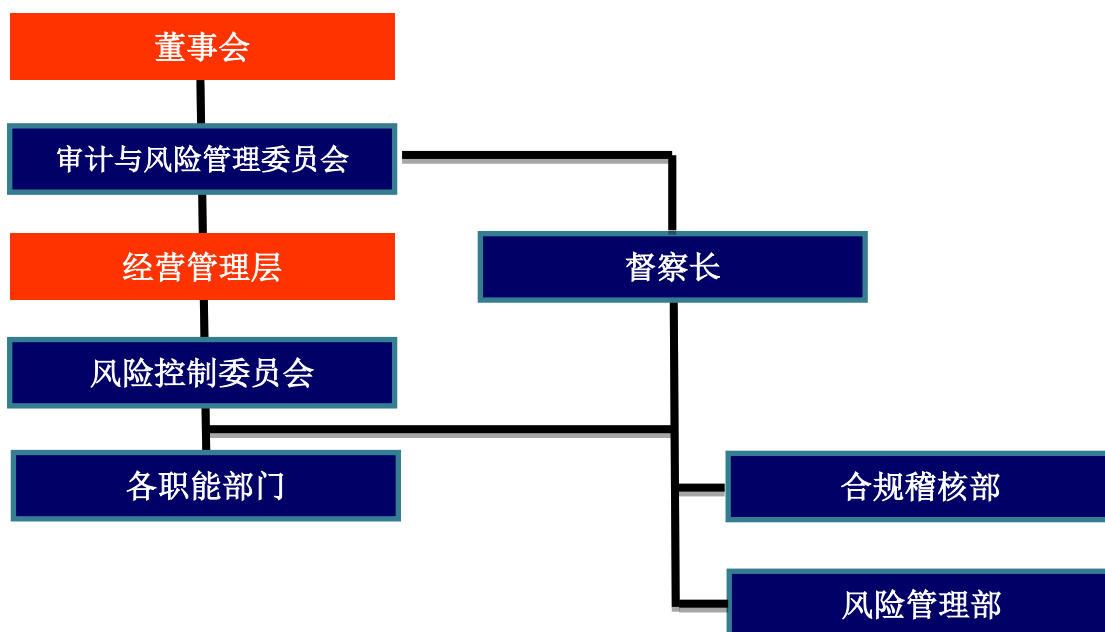 董事会
审计与风险管理委员会
经营管理层
督察长
风险控制委员会
各职能部门
合规稽核部
风险管理部